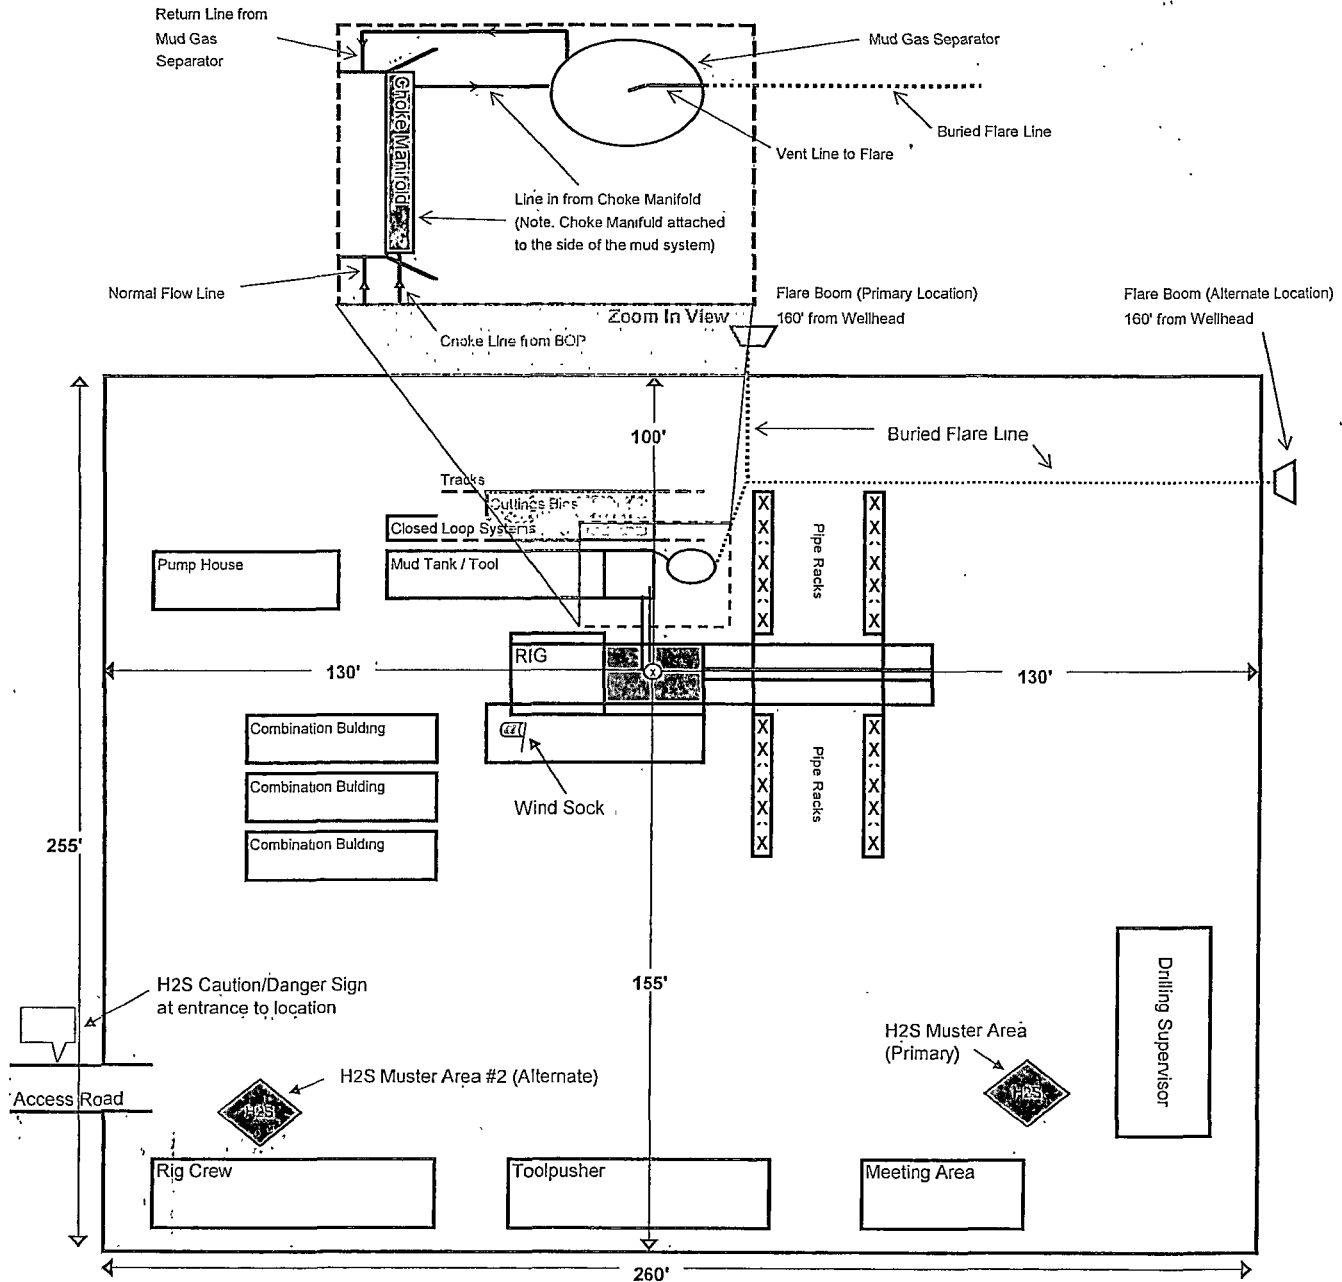 Return Line from
Mud Gas
Separator
Mud Gas Separator
Choke Manifold
Buried Flare Line
Vent Line to Flare
Line in from Choke Manifold
(Note. Choke Manifold attached
to the side of the mud system)
Normal Flow Line
Zoom In View
Choke Line from BOP
Flare Boom (Primary Location)
160' from Wellhead
Flare Boom (Alternate Location)
160' from Wellhead
100'
Buried Flare Line
Tracks
Cuttings Bins
Closed Loop Systems
Pump House
Mud Tank / Tool
X
X
X
X
X
X
X
X
X
X
Pipe Racks
RIG
X
130'
130'
Combination Bulding
Combination Bulding
Combination Bulding
Wind Sock
X
X
X
X
X
X
X
X
X
X
Pipe Racks
255'
155'
H2S Caution/Danger Sign
at entrance to location
Drilling Supervisor
H2S Muster Area
(Primary)
H2S
H2S Muster Area #2 (Alternate)
H2S
Access Road
Rig Crew
Toolpusher
Meeting Area
260'